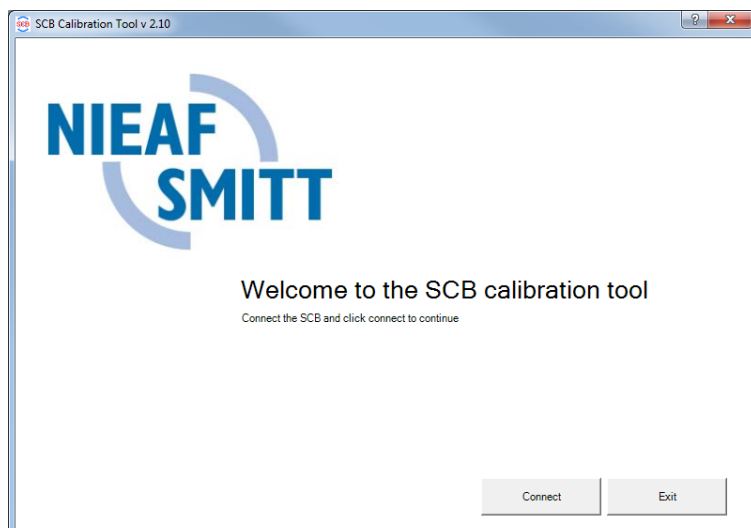 SCB Calibration Tool v 2.10
NIEAF
SMITT
Welcome to the SCB calibration tool
Connect the SCB and click connect to continue
Connect
Exit